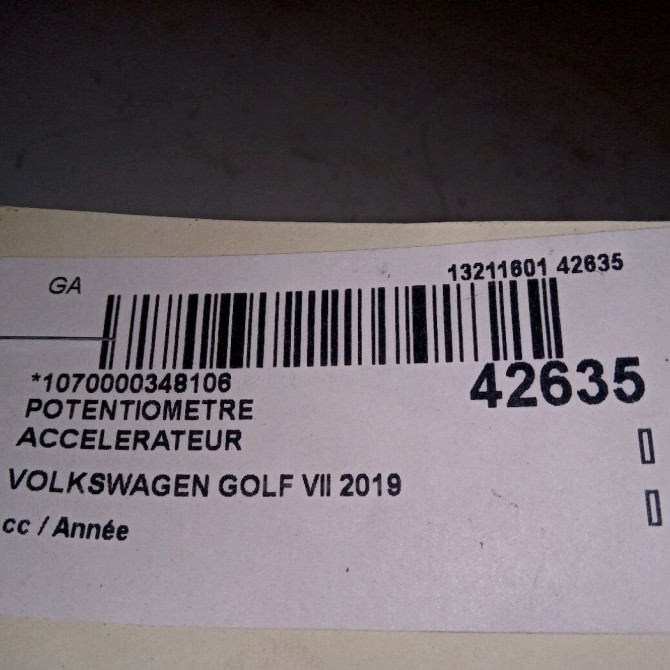 GA
13211601 42635
*1070000348106
42635
POTENTIOMETRE
ACCELERATEUR
VOLKSWAGEN GOLF VII 2019
cc / Année